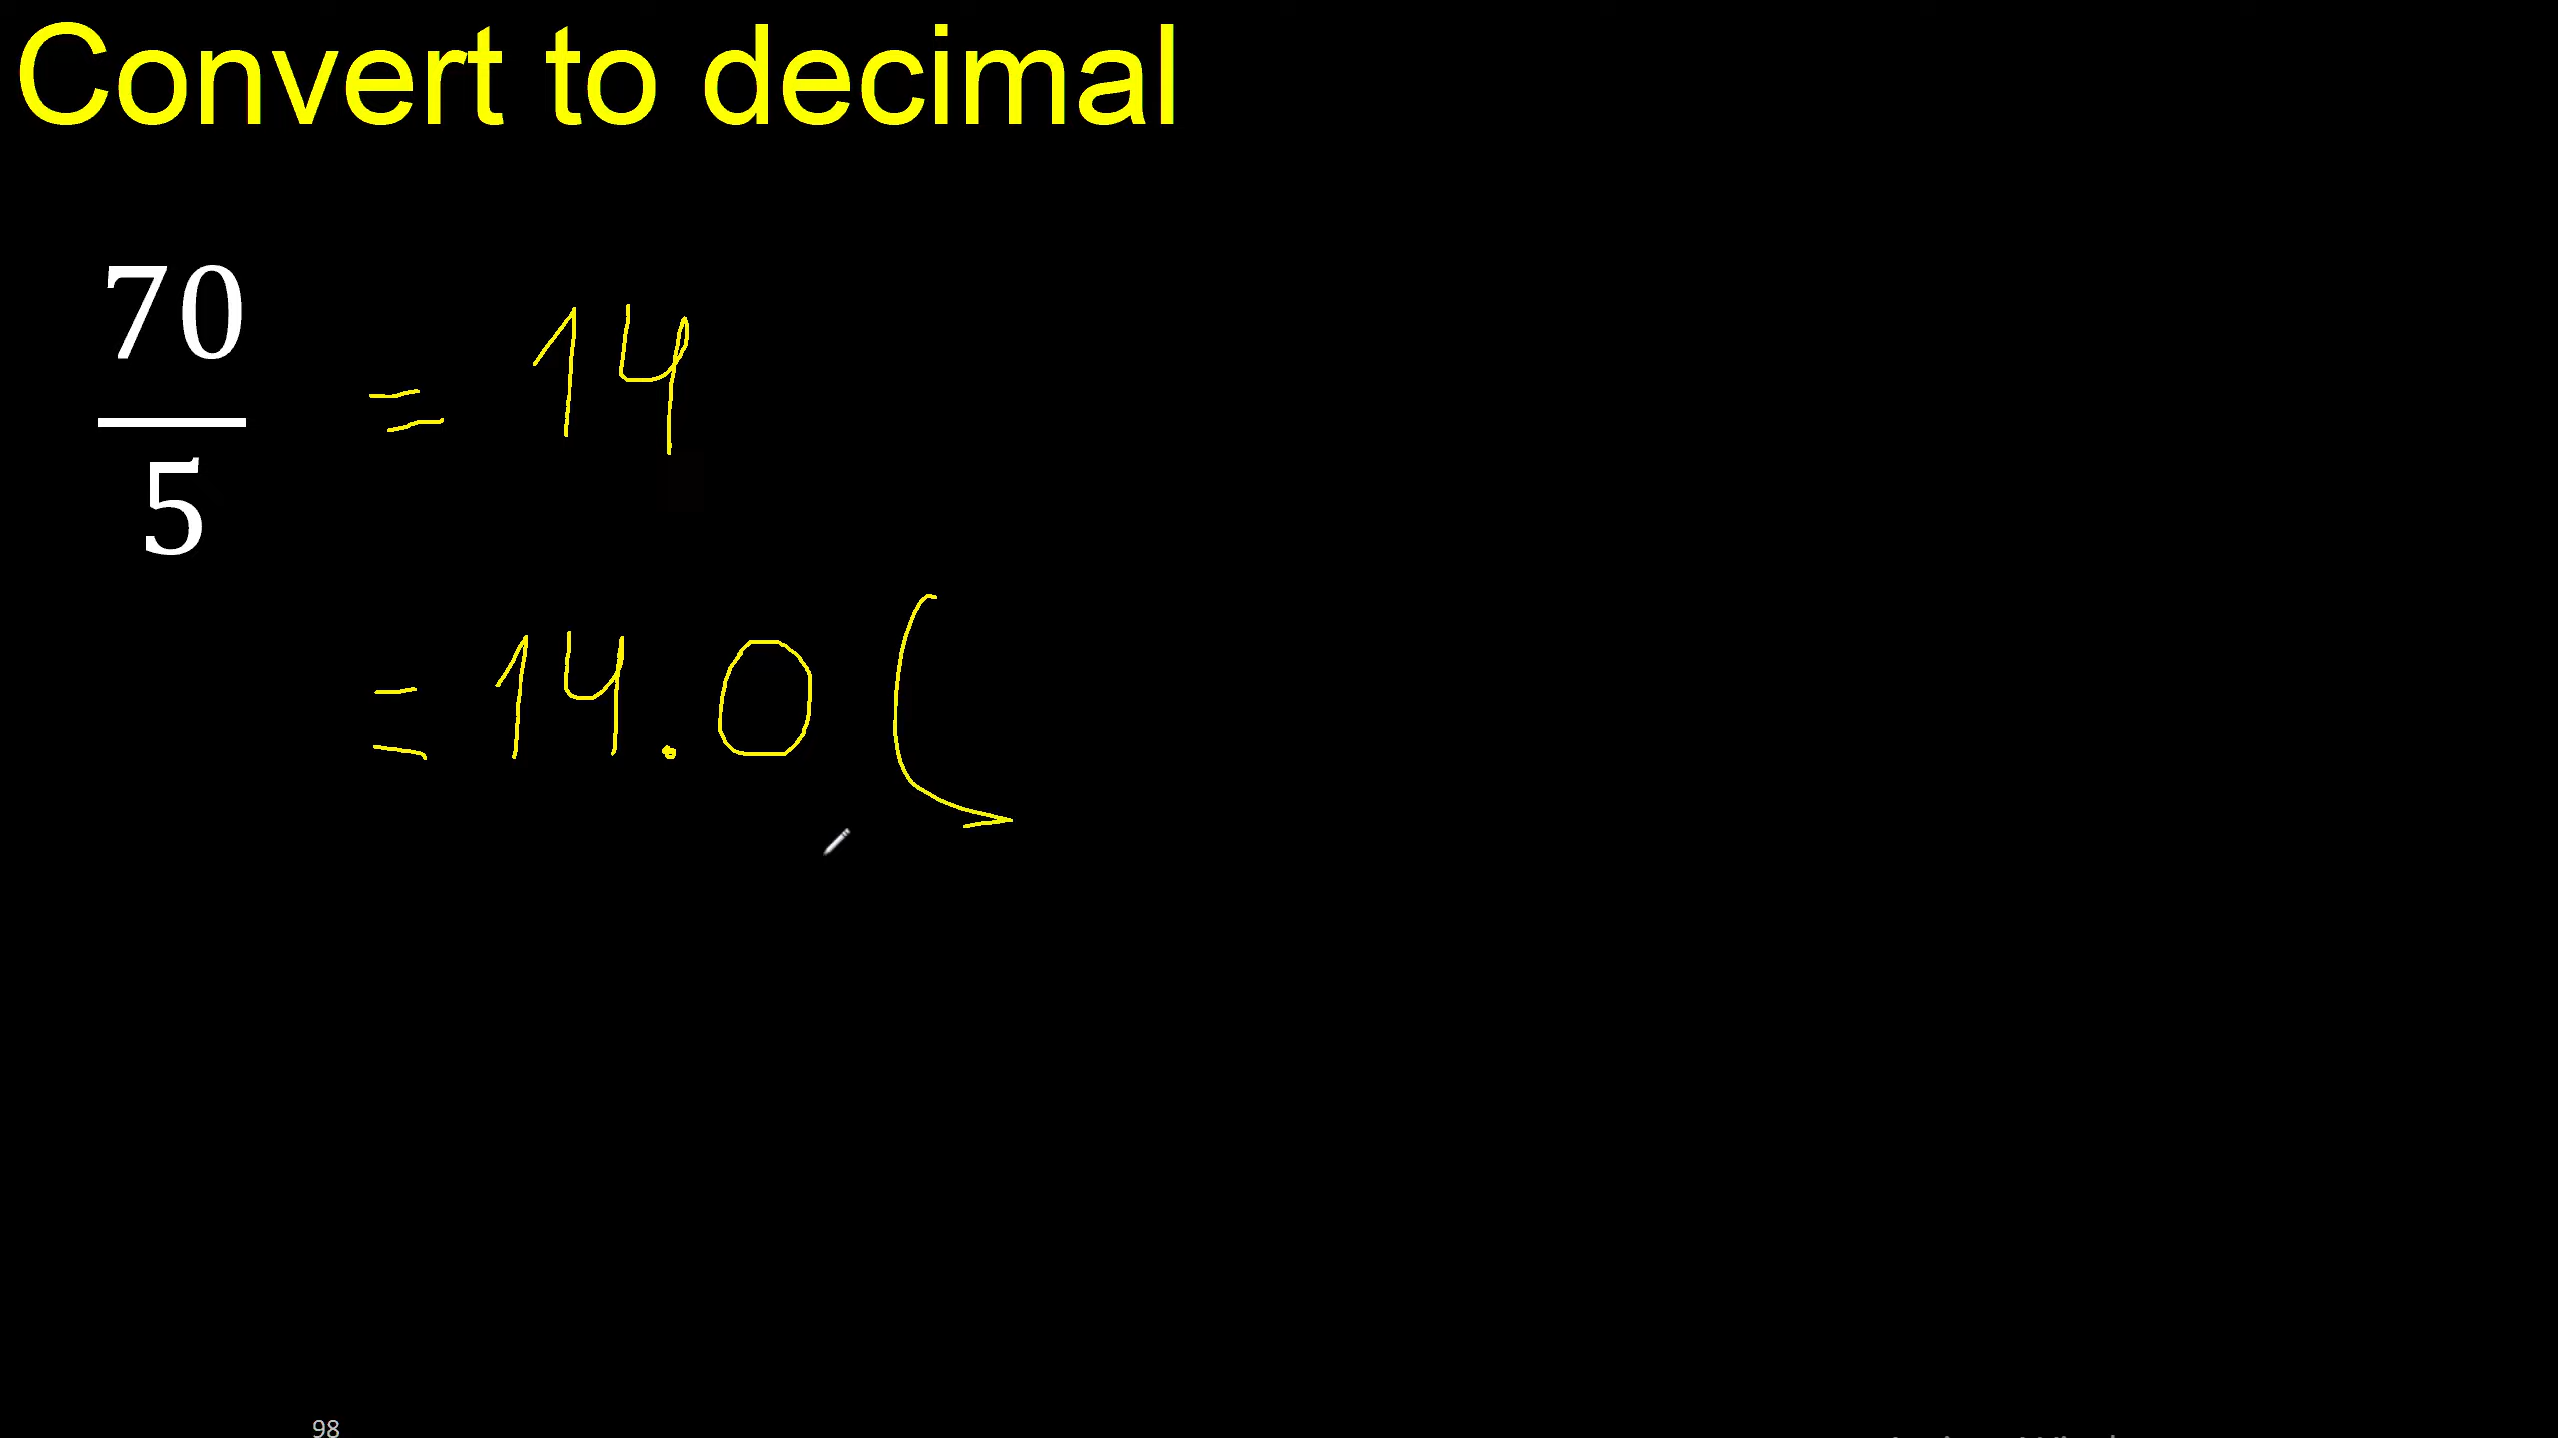 Convert to decimal
70
= 14
5
= 14.0 (
98